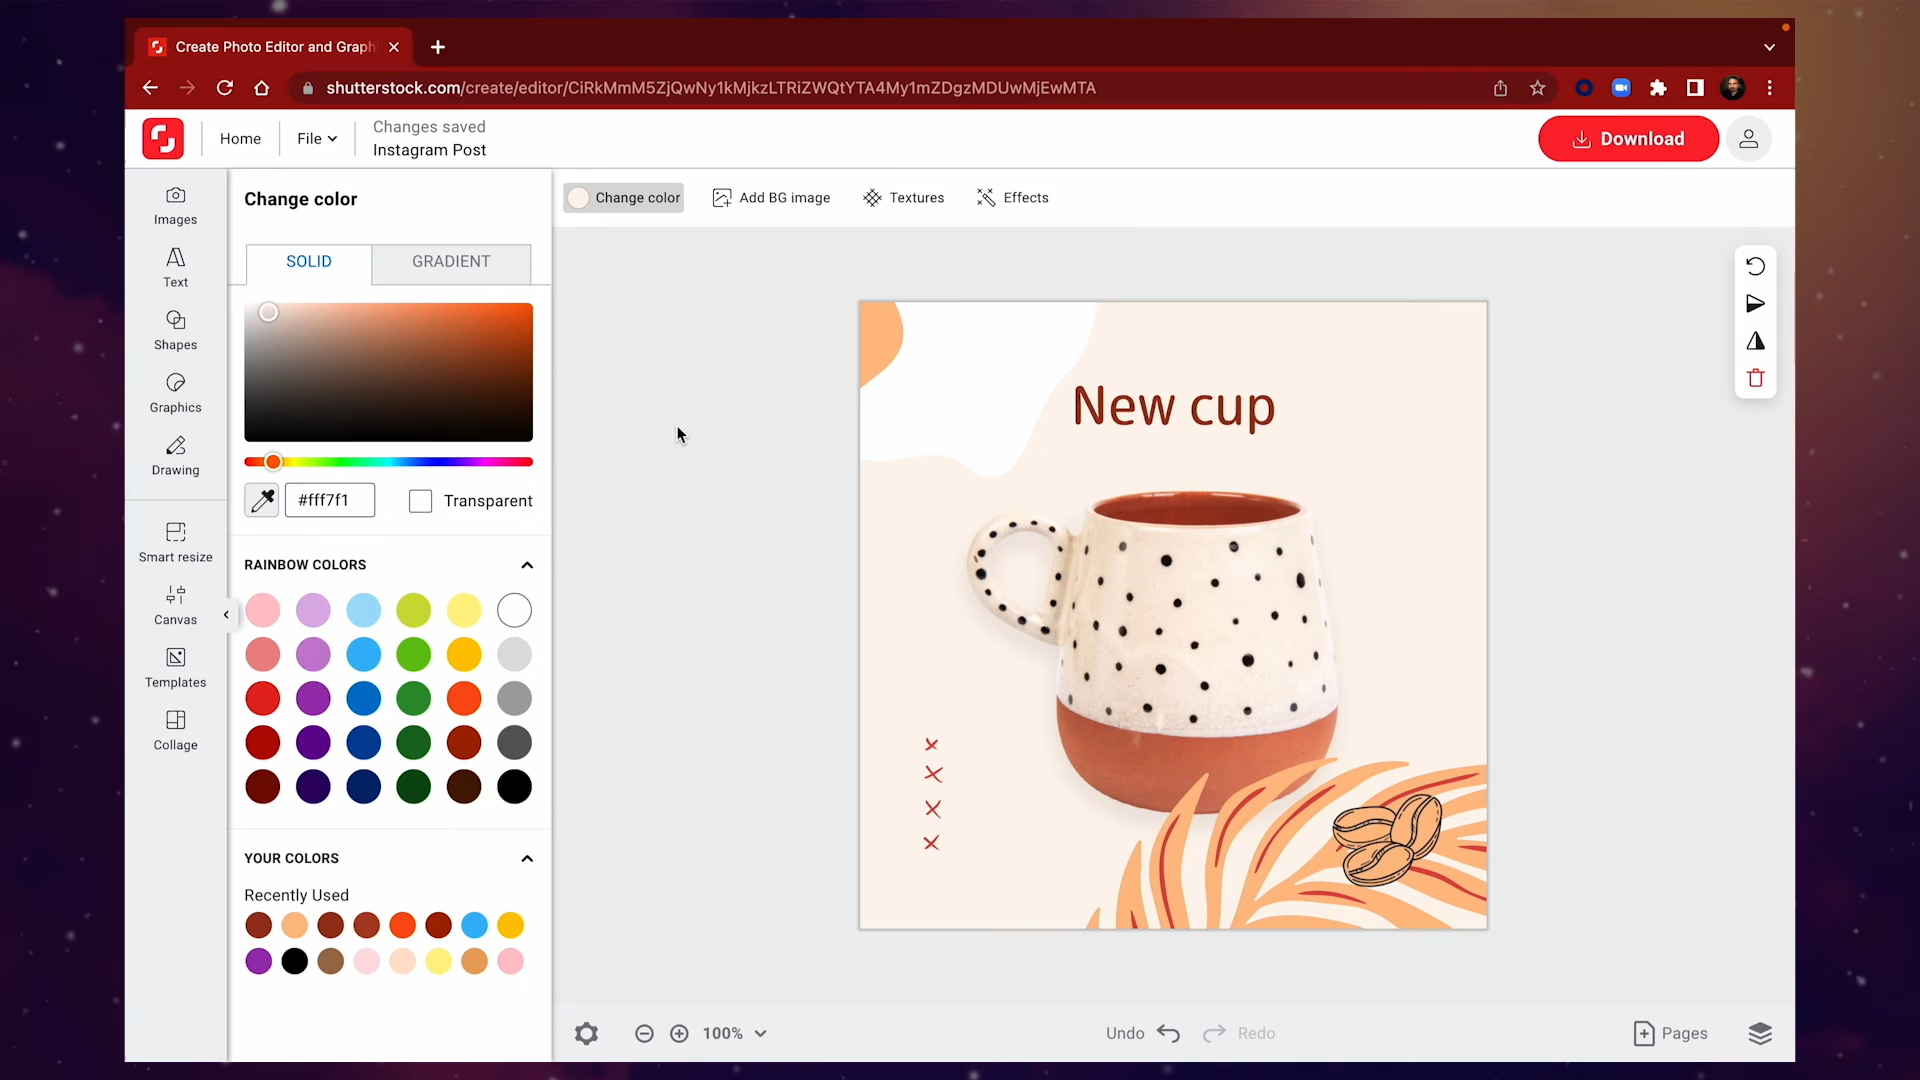 Create Photo Editor and Graph
shutterstock.com/create/editor/CiRkMmM5ZjQwNy1kMjkzLTRiZWQtYTA4My1mZDgzMDUwMjEwMTA
Home
File
Changes saved
Instagram Post
Download
Images
Text
Shapes
Graphics
Drawing
Smart resize
Canvas
Templates
Collage
Change color
SOLID
GRADIENT
#fff7f1
Transparent
RAINBOW COLORS
YOUR COLORS
Recently Used
Change color
Add BG image
Textures
Effects
New cup
100%
Undo
Redo
Pages